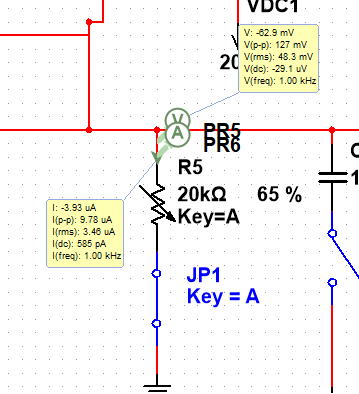 VDC1
V: -62.9 mV
V(p-p): 127 mV
V(rms): 48.3 mV
V(dc): -29.1 uV
V(freq): 1.00 kHz
20
V
A
PR5
PR6
R5
20kΩ
65 %
Key=A
I: -3.93 uA
I(p-p): 9.78 uA
I(rms): 3.46 uA
I(dc): 585 pA
I(freq): 1.00 kHz
C
1
JP1
Key = A